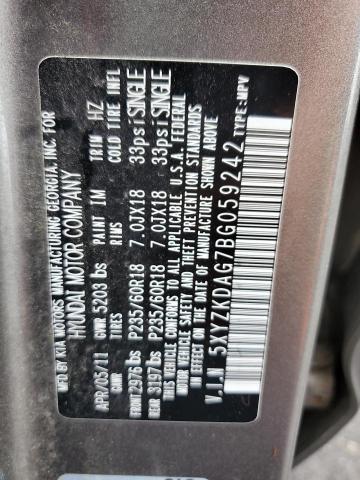 MFD BY KIA MOTORS MANUFACTURING GEORGIA, INC. FOR
HYUNDAI MOTOR COMPANY
APR/05/11 GVWR 5203 lbs PAINT IM TRIM HZ
GAWR TIRES RIMS COLD TIRE INFL
FRONT 2976 lbs P235/60R18 7.0JX18 33psi SINGLE
REAR 3197 lbs P235/60R18 7.0JX18 33psi SINGLE
THIS VEHICLE CONFORMS TO ALL APPLICABLE U.S.A. FEDERAL
MOTOR VEHICLE SAFETY AND THEFT PREVENTION STANDARDS
IN EFFECT ON THE DATE OF MANUFACTURE SHOWN ABOVE.
V.I.N 5XYZKDAG7BG059242 TYPE:MPV